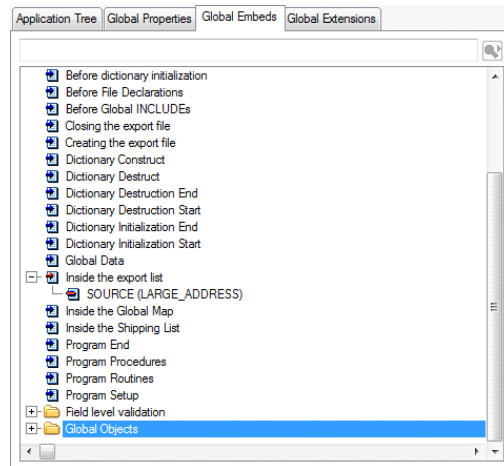 Application Tree Global Properties Global Embeds Global Extensions
Before dictionary initialization
Before File Declarations
Before Global INCLUDEs
Closing the export file
Creating the export file
Dictionary Construct
Dictionary Destruct
Dictionary Destruction End
Dictionary Destruction Start
Dictionary Initialization End
Dictionary Initialization Start
Global Data
Inside the export list
SOURCE (LARGE_ADDRESS)
Inside the Global Map
Inside the Shipping List
Program End
Program Procedures
Program Routines
Program Setup
Field level validation
Global Objects